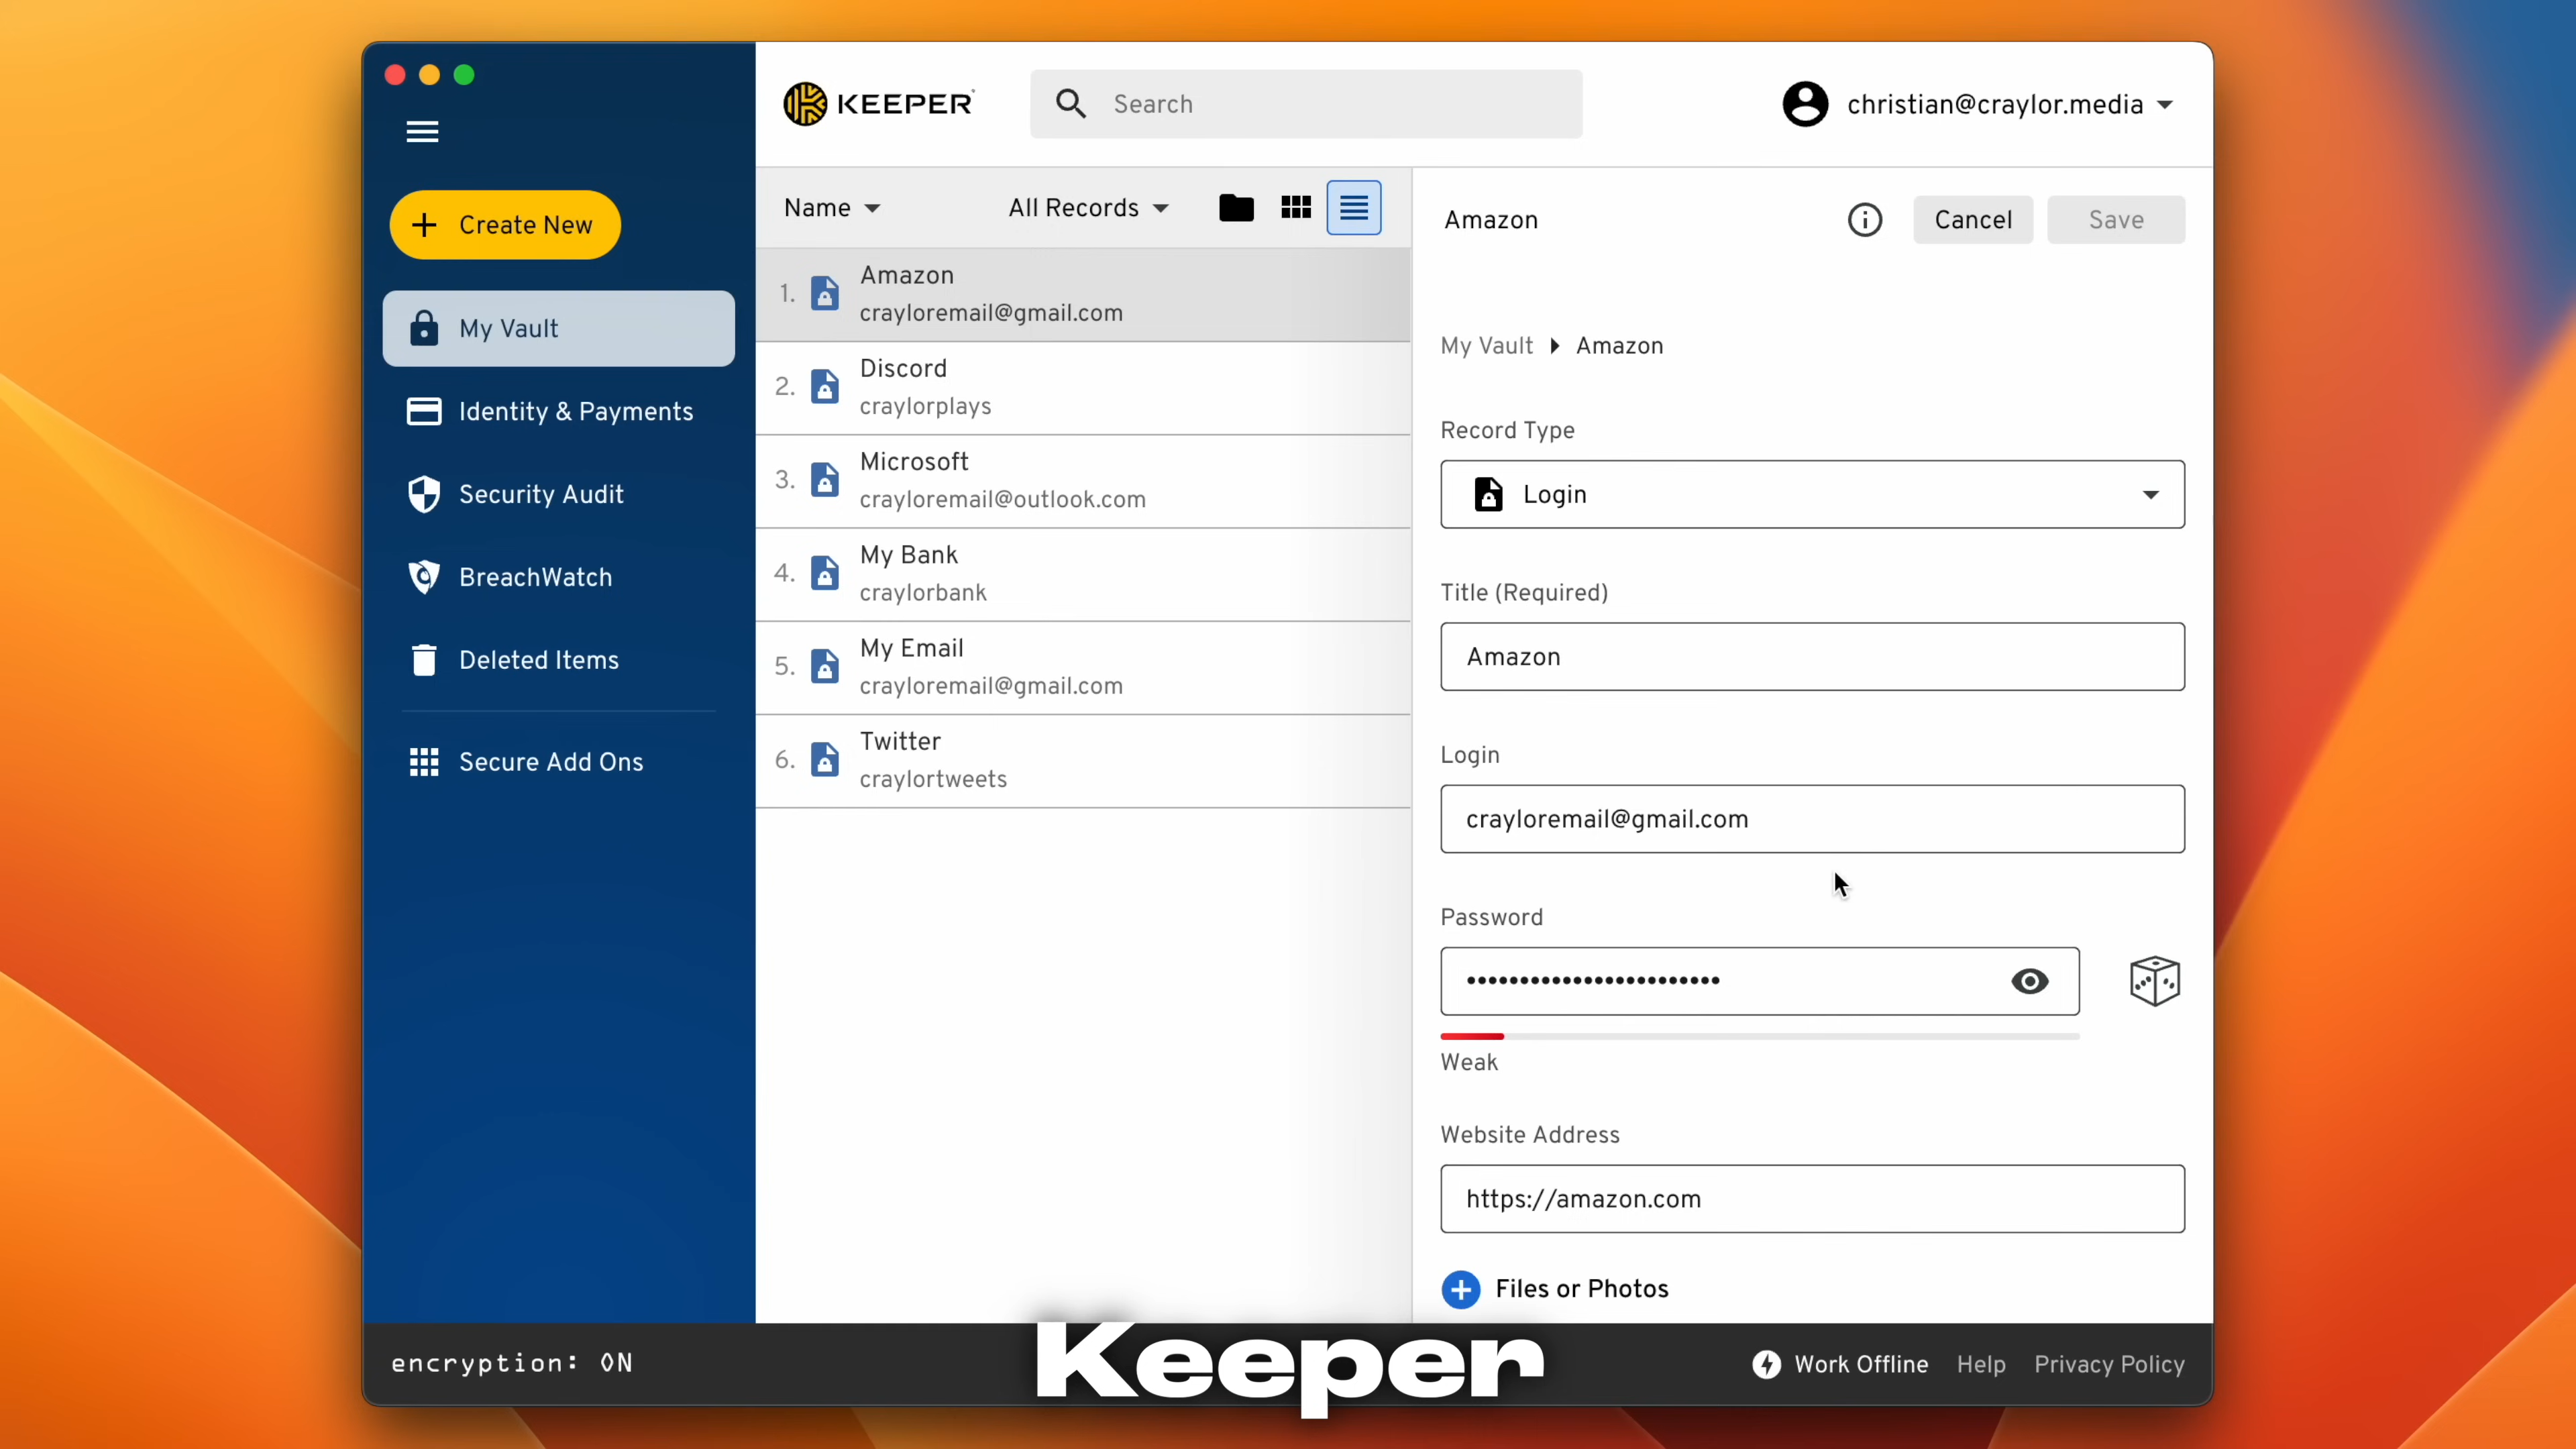 KEEPER
Search
christian@craylor.media
Create New
My Vault
Identity & Payments
Security Audit
BreachWatch
Deleted Items
Secure Add Ons
Name
All Records
1.
Amazon
crayloremail@gmail.com
2.
Discord
craylorplays
3.
Microsoft
crayloremail@outlook.com
4.
My Bank
craylorbank
5.
My Email
crayloremail@gmail.com
6.
Twitter
craylortweets
Amazon
Cancel
Save
My Vault
Amazon
Record Type
Login
Title (Required)
Amazon
Login
crayloremail@gmail.com
Password
••••••••••••••••••••••••
Weak
Website Address
https://amazon.com
Files or Photos
encryption: ON
Keeper
Work Offline
Help
Privacy Policy